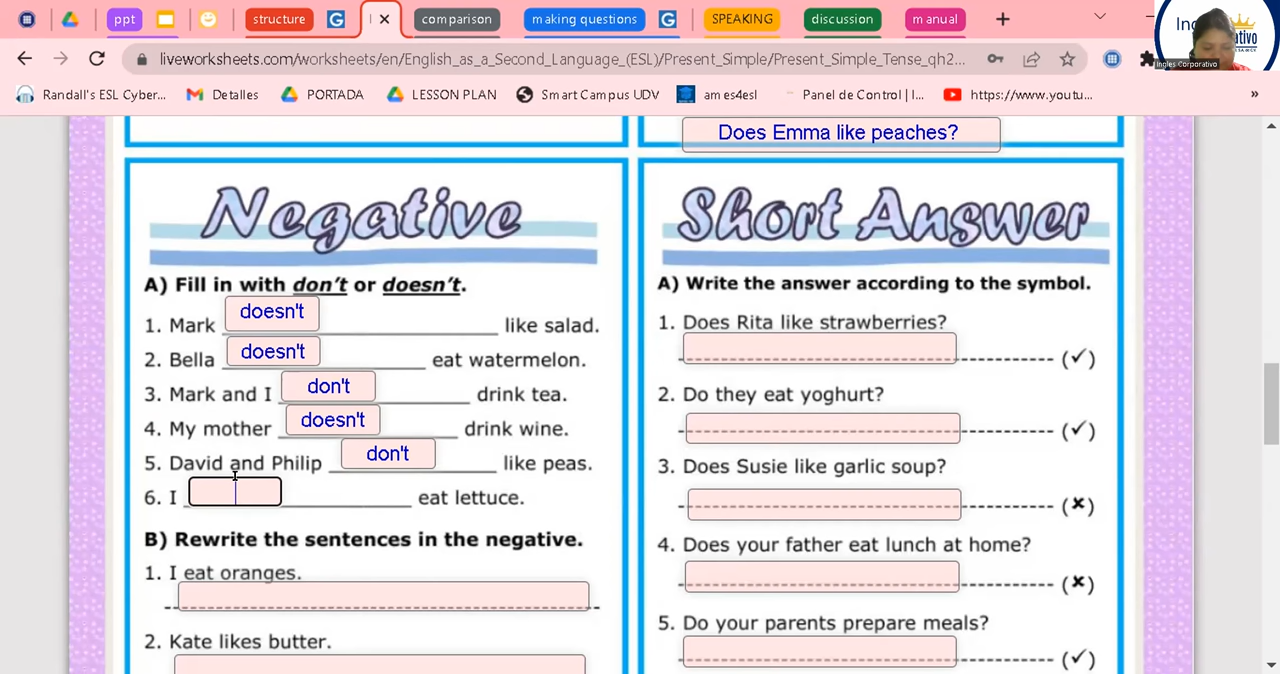 ppt
structure
comparison
making questions
SPEAKING
discussion
manual
liveworksheets.com/worksheets/en/English_as_a_Second_Language_(ESL)/Present_Simple/Present_Simple_Tense_qh2...
Ingles Corporativo
Randall's ESL Cyber...
Detalles
PORTADA
LESSON PLAN
Smart Campus UDV
ames4esl
Panel de Control | I...
https://www.youtu...
»
Does Emma like peaches?
Negative
A) Fill in with don't or doesn't.
1. Mark doesn't like salad.
2. Bella doesn't eat watermelon.
3. Mark and I don't drink tea.
4. My mother doesn't drink wine.
5. David and Philip don't like peas.
6. I eat lettuce.
B) Rewrite the sentences in the negative.
1. I eat oranges.
2. Kate likes butter.
Short Answer
A) Write the answer according to the symbol.
1. Does Rita like strawberries?
(✓)
2. Do they eat yoghurt?
(✓)
3. Does Susie like garlic soup?
(✗)
4. Does your father eat lunch at home?
(✗)
5. Do your parents prepare meals?
(✓)